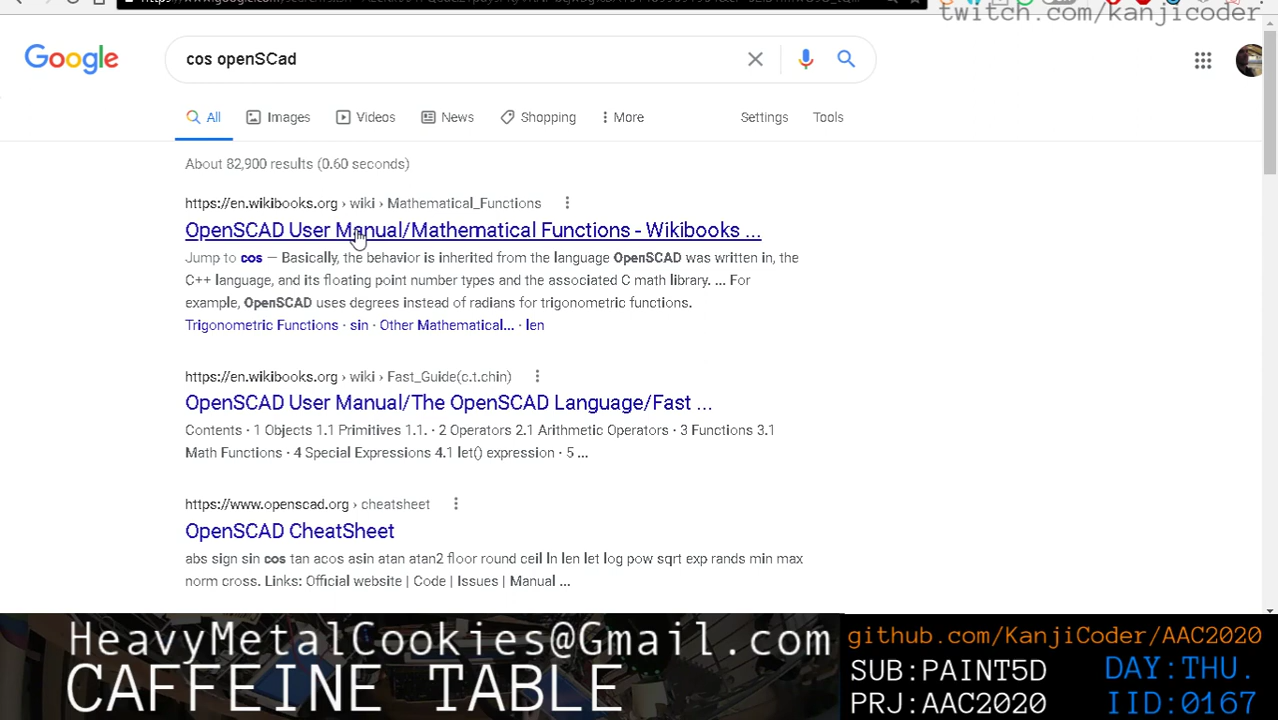 twitch.com/kanjicoder
Google
cos openSCad
All Images Videos News Shopping More Settings Tools
About 82,900 results (0.60 seconds)
https://en.wikibooks.org › wiki › Mathematical_Functions
OpenSCAD User Manual/Mathematical Functions - Wikibooks ...
Jump to cos — Basically, the behavior is inherited from the language OpenSCAD was written in, the
C++ language, and its floating point number types and the associated C math library. ... For
example, OpenSCAD uses degrees instead of radians for trigonometric functions.
Trigonometric Functions · sin · Other Mathematical... · len
https://en.wikibooks.org › wiki › Fast_Guide(c.t.chin)
OpenSCAD User Manual/The OpenSCAD Language/Fast ...
Contents · 1 Objects 1.1 Primitives 1.1. · 2 Operators 2.1 Arithmetic Operators · 3 Functions 3.1
Math Functions · 4 Special Expressions 4.1 let() expression · 5 ...
https://www.openscad.org › cheatsheet
OpenSCAD CheatSheet
abs sign sin cos tan acos asin atan atan2 floor round ceil ln len let log pow sqrt exp rands min max
norm cross. Links: Official website | Code | Issues | Manual ...
HeavyMetalCookies@Gmail.com
CAFFEINE TABLE
github.com/KanjiCoder/AAC2020
SUB:PAINT5D DAY:THU.
PRJ:AAC2020 IID:0167